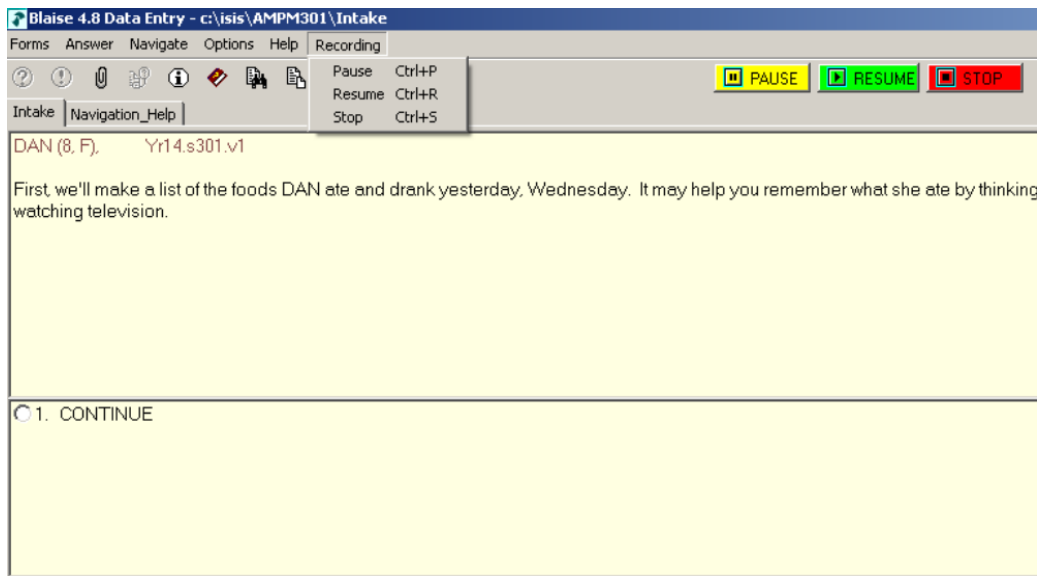 Blaise 4.8 Data Entry - c:\isis\AMPM301\Intake
Forms Answer Navigate Options Help Recording
Pause Ctrl+P
Resume Ctrl+R
Stop Ctrl+S
PAUSE RESUME STOP
Intake Navigation_Help
DAN (8, F), Yr14.s301.v1
First, we'll make a list of the foods DAN ate and drank yesterday, Wednesday. It may help you remember what she ate by thinking
watching television.
1. CONTINUE